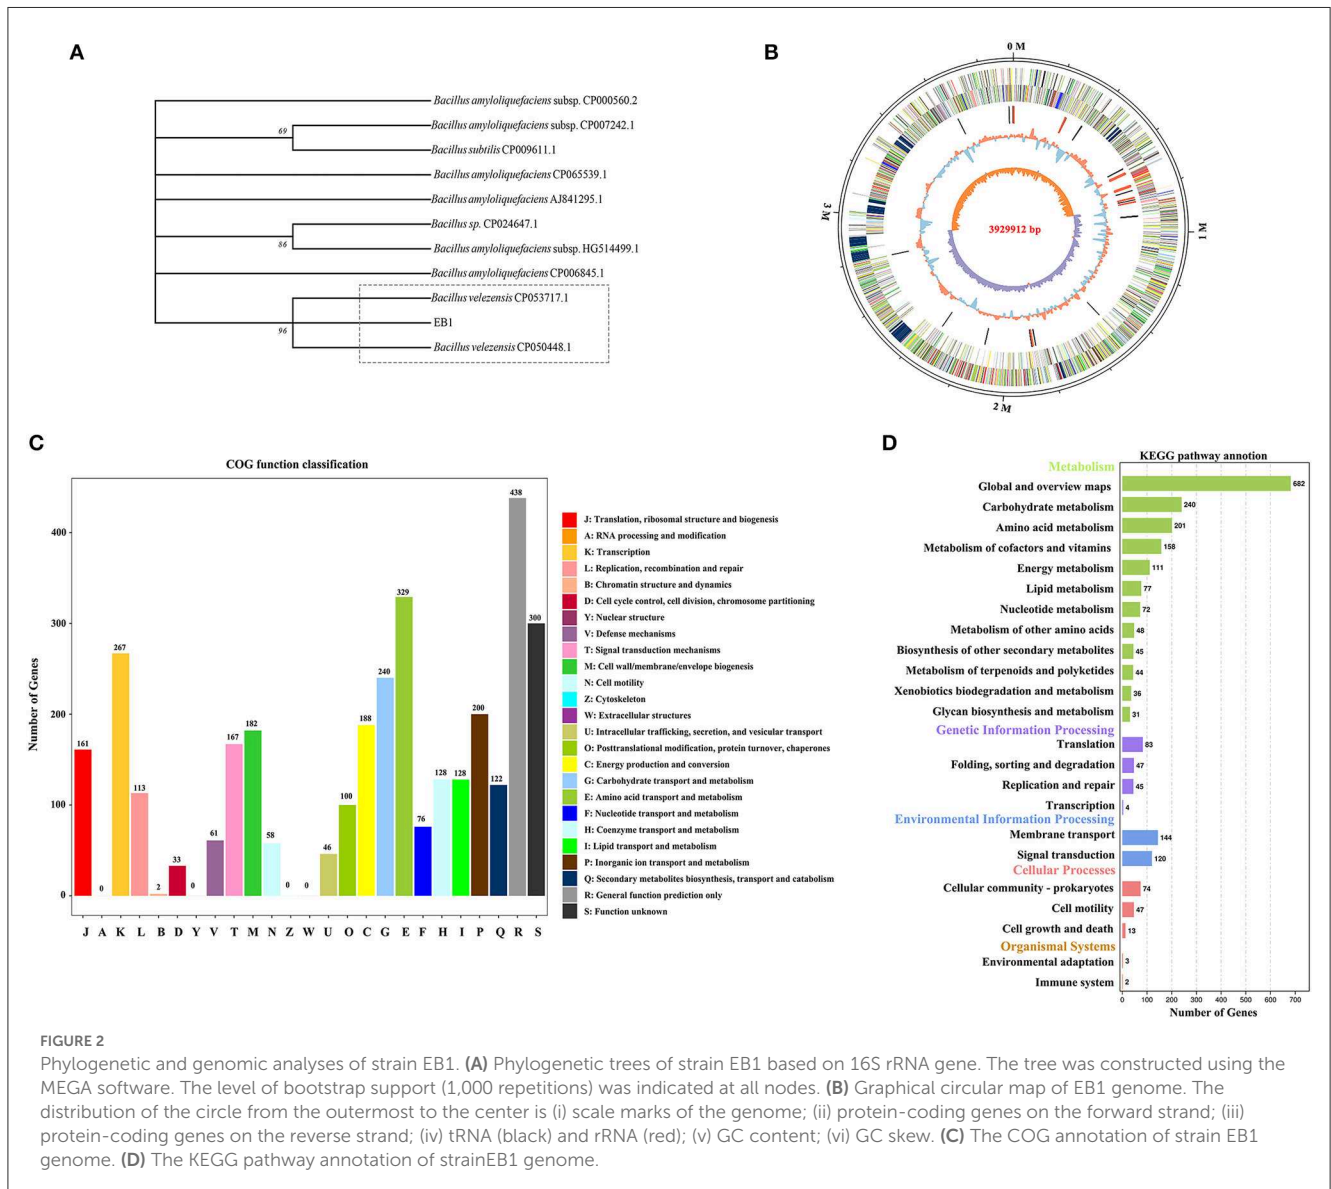 A
Bacillus amyloliquefaciens subsp. CP000560.2
69
Bacillus amyloliquefaciens subsp. CP007242.1
Bacillus subtilis CP009611.1
Bacillus amyloliquefaciens CP065539.1
Bacillus amyloliquefaciens AJ841295.1
Bacillus sp. CP024647.1
86
Bacillus amyloliquefaciens subsp. HG514499.1
Bacillus amyloliquefaciens CP006845.1
Bacillus velezensis CP053717.1
96
EB1
Bacillus velezensis CP050448.1
B
0 M
1 M
2 M
3 M
3929912 bp
C
COG function classification
Number of Genes
400
300
200
100
0
161
0
267
113
2
33
0
61
167
182
58
0
0
46
100
188
240
329
76
128
128
200
122
438
300
J A K L B D Y V T M N Z W U O C G E F H I P Q R S
J: Translation, ribosomal structure and biogenesis
A: RNA processing and modification
K: Transcription
L: Replication, recombination and repair
B: Chromatin structure and dynamics
D: Cell cycle control, cell division, chromosome partitioning
Y: Nuclear structure
V: Defense mechanisms
T: Signal transduction mechanisms
M: Cell wall/membrane/envelope biogenesis
N: Cell motility
Z: Cytoskeleton
W: Extracellular structures
U: Intracellular trafficking, secretion, and vesicular transport
O: Posttranslational modification, protein turnover, chaperones
C: Energy production and conversion
G: Carbohydrate transport and metabolism
E: Amino acid transport and metabolism
F: Nucleotide transport and metabolism
H: Coenzyme transport and metabolism
I: Lipid transport and metabolism
P: Inorganic ion transport and metabolism
Q: Secondary metabolites biosynthesis, transport and catabolism
R: General function prediction only
S: Function unknown
D
KEGG pathway annotion
Metabolism
Global and overview maps 682
Carbohydrate metabolism 240
Amino acid metabolism 201
Metabolism of cofactors and vitamins 158
Energy metabolism 111
Lipid metabolism 77
Nucleotide metabolism 72
Metabolism of other amino acids 48
Biosynthesis of other secondary metabolites 45
Metabolism of terpenoids and polyketides 44
Xenobiotics biodegradation and metabolism 36
Glycan biosynthesis and metabolism 31
Genetic Information Processing
Translation 83
Folding, sorting and degradation 47
Replication and repair 45
Transcription 4
Environmental Information Processing
Membrane transport 144
Signal transduction 120
Cellular Processes
Cellular community - prokaryotes 74
Cell motility 47
Cell growth and death 13
Organismal Systems
Environmental adaptation 3
Immune system 2
0 100 200 300 400 500 600 700
Number of Genes
FIGURE 2
Phylogenetic and genomic analyses of strain EB1. (A) Phylogenetic trees of strain EB1 based on 16S rRNA gene. The tree was constructed using the
MEGA software. The level of bootstrap support (1,000 repetitions) was indicated at all nodes. (B) Graphical circular map of EB1 genome. The
distribution of the circle from the outermost to the center is (i) scale marks of the genome; (ii) protein-coding genes on the forward strand; (iii)
protein-coding genes on the reverse strand; (iv) tRNA (black) and rRNA (red); (v) GC content; (vi) GC skew. (C) The COG annotation of strain EB1
genome. (D) The KEGG pathway annotation of strainEB1 genome.